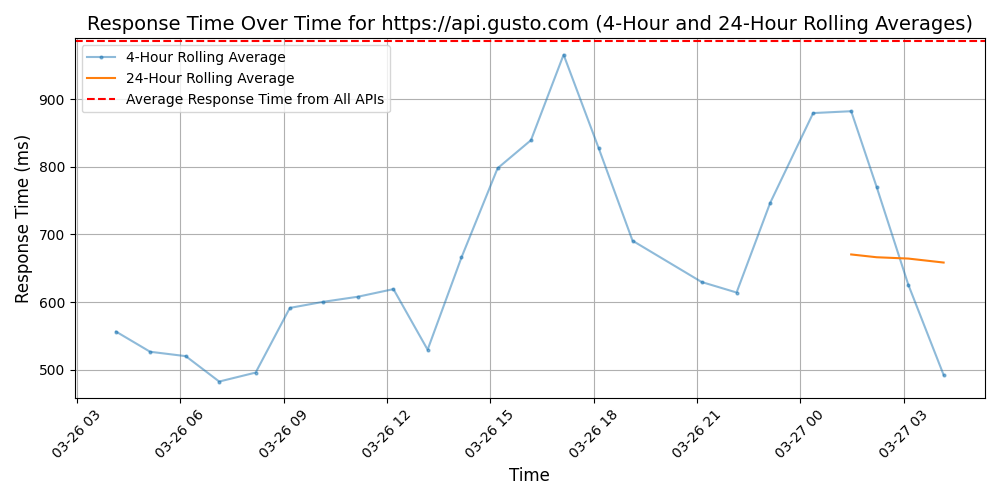 Response Time Over Time for https://api.gusto.com (4-Hour and 24-Hour Rolling Averages)
4-Hour Rolling Average
24-Hour Rolling Average
Average Response Time from All APIs
Response Time (ms)
900
800
700
600
500
03-26 03
03-26 06
03-26 09
03-26 12
03-26 15
03-26 18
03-26 21
03-27 00
03-27 03
Time